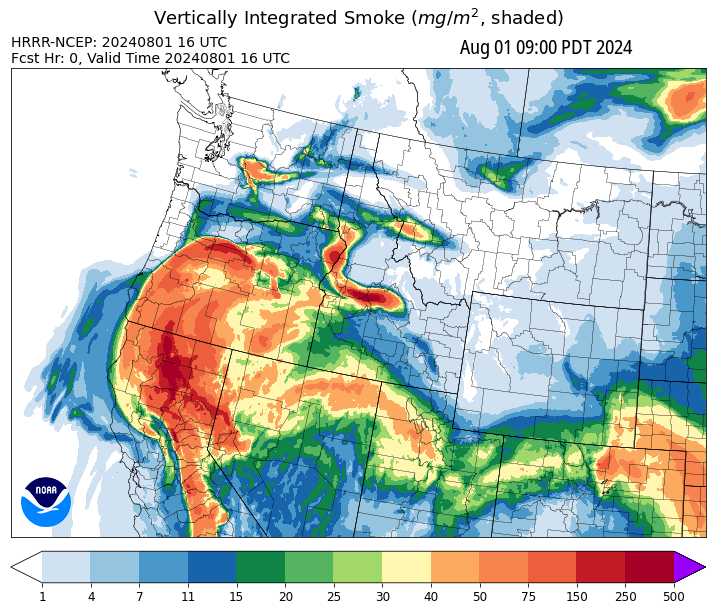 Vertically Integrated Smoke (mg/m², shaded)
HRRR-NCEP: 20240801 16 UTC
Aug 01 09:00 PDT 2024
Fcst Hr: 0, Valid Time 20240801 16 UTC
NOAA
1 4 7 11 15 20 25 30 40 50 75 150 250 500